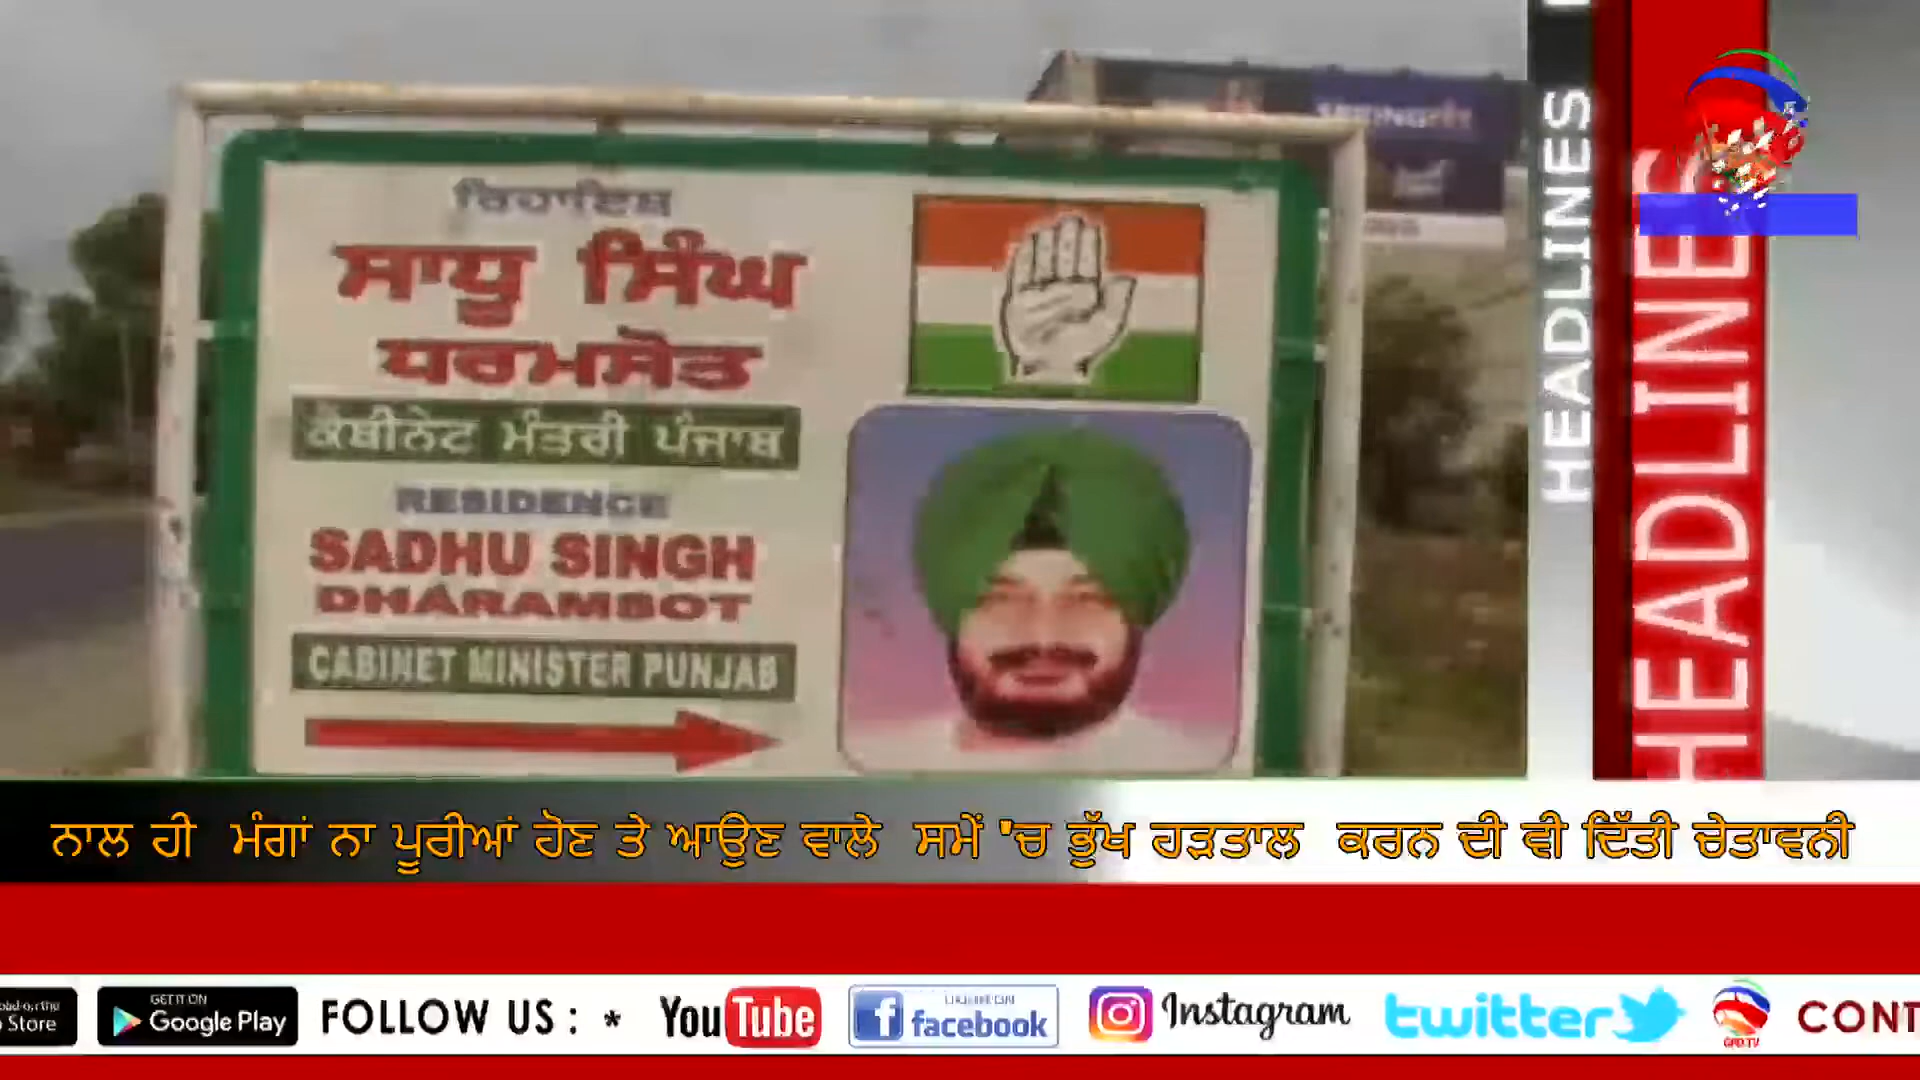 ਰਿਹਾਇਸ਼
ਸਾਧੂ ਸਿੰਘ
ਧਰਮਸੋਤ
ਕੈਬੀਨੇਟ ਮੰਤਰੀ ਪੰਜਾਬ
RESIDENCE
SADHU SINGH
DHARAMSOT
CABINET MINISTER PUNJAB
HEADLINES
HEADLINES
ਨਾਲ ਹੀ ਮੰਗਾਂ ਨਾ ਪੂਰੀਆਂ ਹੋਣ ਤੇ ਆਉਣ ਵਾਲੇ ਸਮੇਂ 'ਚ ਭੁੱਖ ਹੜਤਾਲ ਕਰਨ ਦੀ ਵੀ ਦਿੱਤੀ ਚੇਤਾਵਨੀ
Store GET IT ON Google Play FOLLOW US : * YouTube facebook Instagram twitter CONT